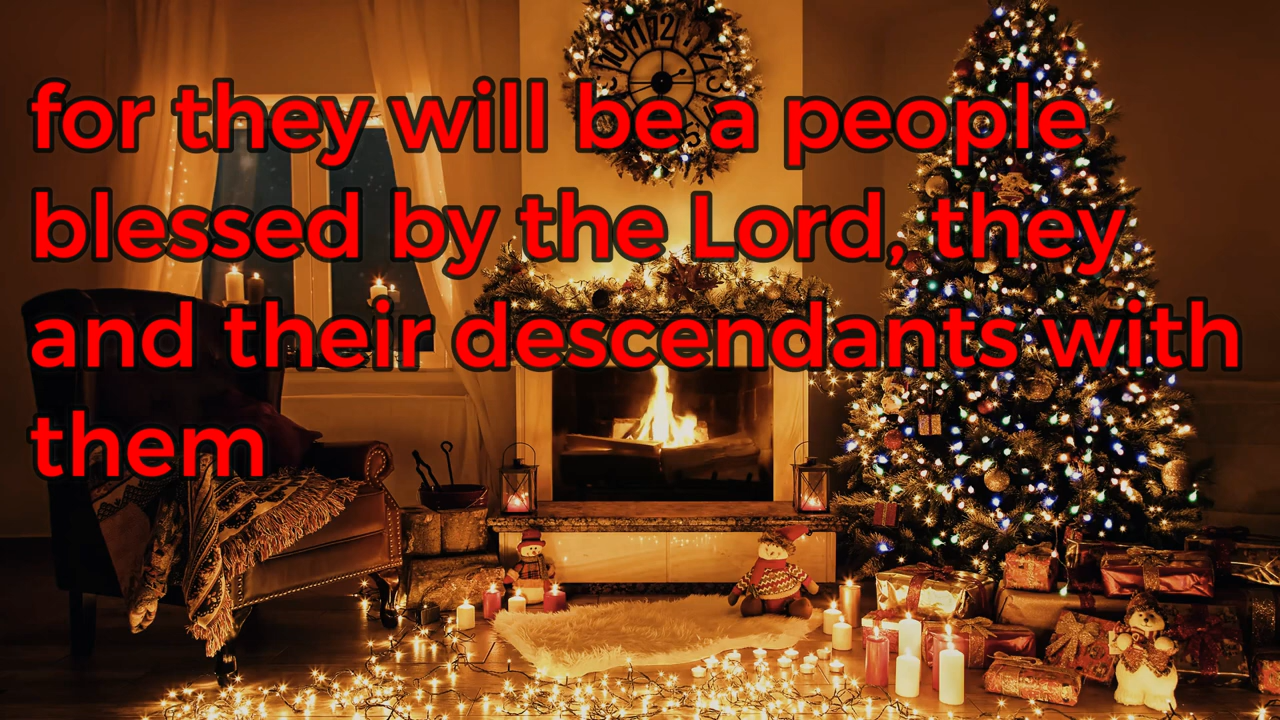 for they will be a people
blessed by the Lord, they
and their descendants with
them